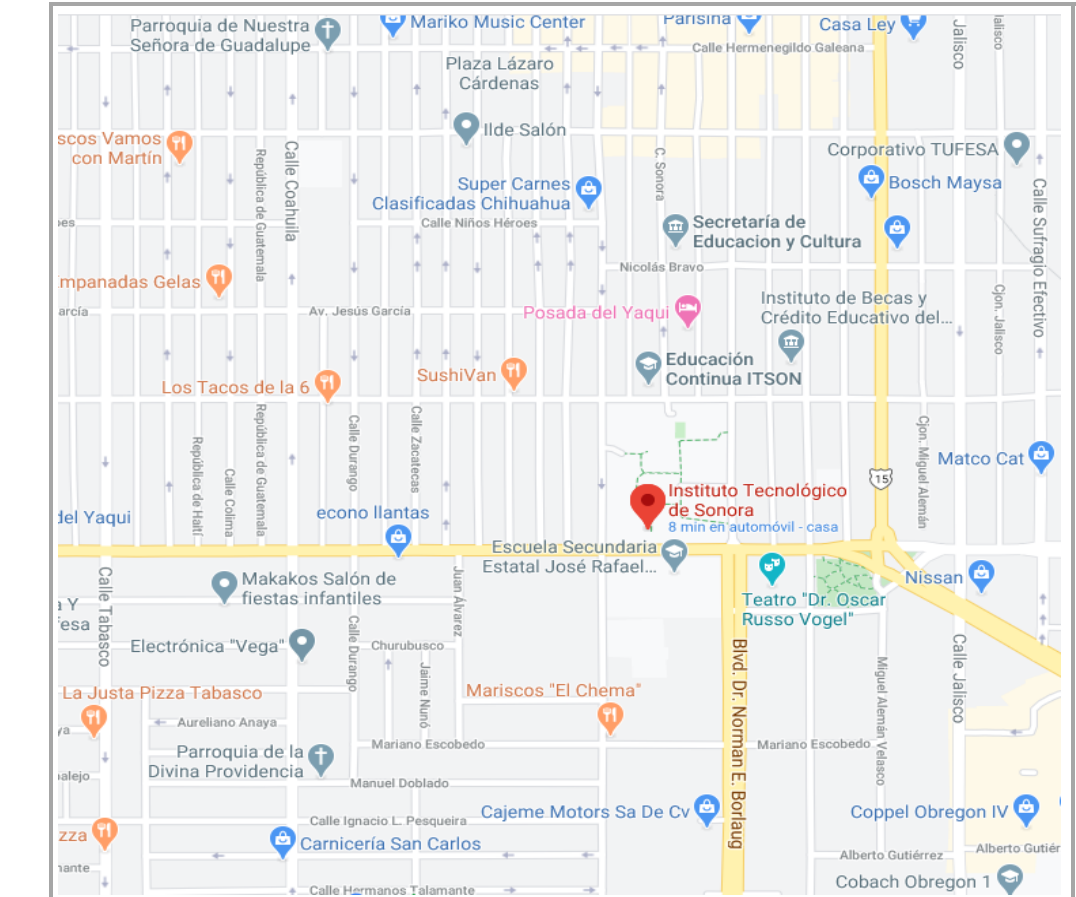 Parroquia de Nuestra
Señora de Guadalupe
Mariko Music Center
Parisina
Casa Ley
Jalisco
Jalisco
Calle Hermenegildo Galeana
Plaza Lázaro
Cárdenas
Ilde Salón
scos Vamos
con Martín
República de Guatemala
Calle Coahuila
C. Sonora
Corporativo TUFESA
Bosch Maysa
Super Carnes
Clasificadas Chihuahua
Calle Sufragio Efectivo
es
Calle Niños Héroes
Secretaría de
Educacion y Cultura
Nicolás Bravo
mpanadas Gelas
arcía
Av. Jesús García
Posada del Yaqui
Instituto de Becas y
Crédito Educativo del...
Cjon. Jalisco
Educación
Continua ITSON
SushiVan
Los Tacos de la 6
República de Haití
Calle Colima
República de Guatemala
Calle Durango
Calle Zacatecas
Cjon. Miguel Alemán
Matco Cat
15
Instituto Tecnológico
de Sonora
8 min en automóvil - casa
del Yaqui
econo llantas
Escuela Secundaria
Estatal José Rafael...
Nissan
Teatro "Dr. Oscar
Russo Vogel"
Calle Tabasco
Makakos Salón de
fiestas infantiles
a Y
fesa
Juan Álvarez
Electrónica "Vega"
Calle Durango
Churubusco
Jaime Nunó
Blvd. Dr. Norman E. Borlaug
Miguel Alemán Velasco
Calle Jalisco
La Justa Pizza Tabasco
Mariscos "El Chema"
ya
Aureliano Anaya
Mariano Escobedo
Mariano Escobedo
Parroquia de la
Divina Providencia
alejo
Manuel Doblado
Calle Ignacio L. Pesqueira
Cajeme Motors Sa De Cv
Coppel Obregon IV
zza
Carnicería San Carlos
Alberto Gutiérrez
Alberto Gutiér
mante
Calle Hermanos Talamante
Cobach Obregon 1